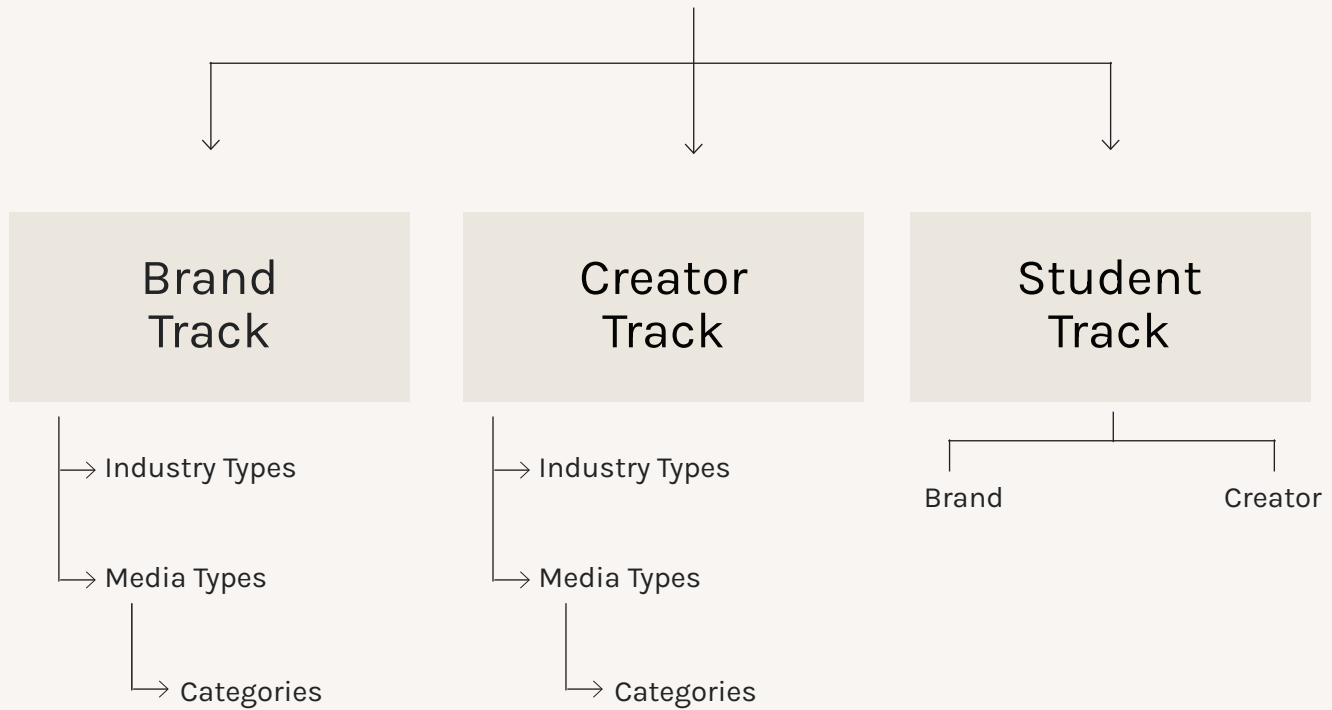 Brand
Track
Creator
Track
Student
Track
Industry Types
Media Types
Categories
Industry Types
Media Types
Categories
Brand
Creator